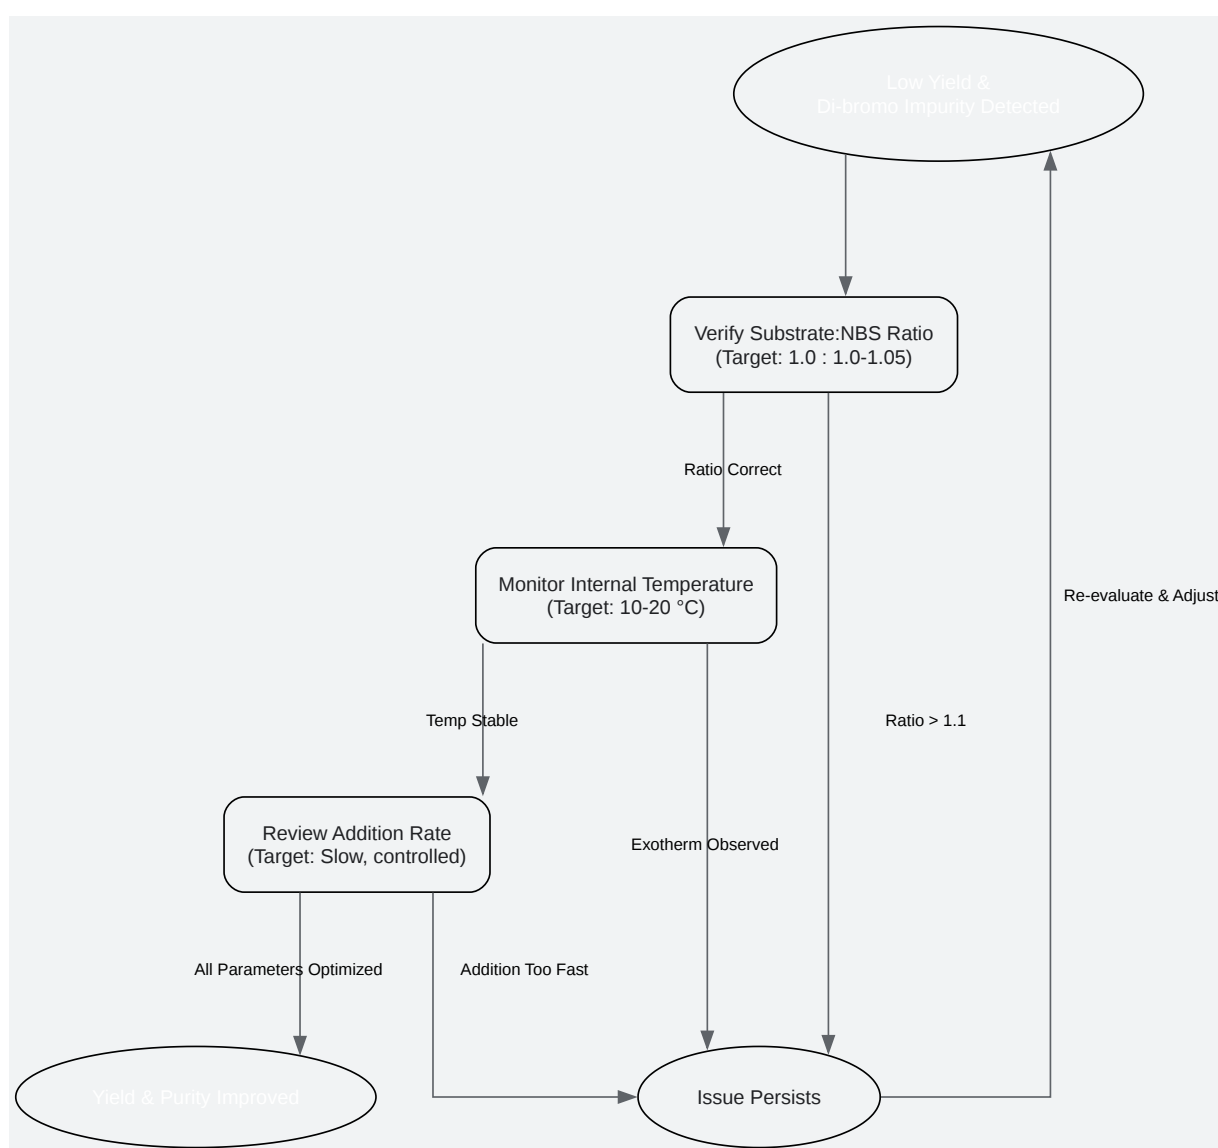 Low Yield &
Di-bromo Impurity Detected
Verify Substrate:NBS Ratio
(Target: 1.0 : 1.0-1.05)
Ratio Correct
Monitor Internal Temperature
(Target: 10-20 °C)
Re-evaluate & Adjust
Temp Stable
Ratio > 1.1
Review Addition Rate
(Target: Slow, controlled)
Exotherm Observed
All Parameters Optimized
Addition Too Fast
Yield & Purity Improved
Issue Persists